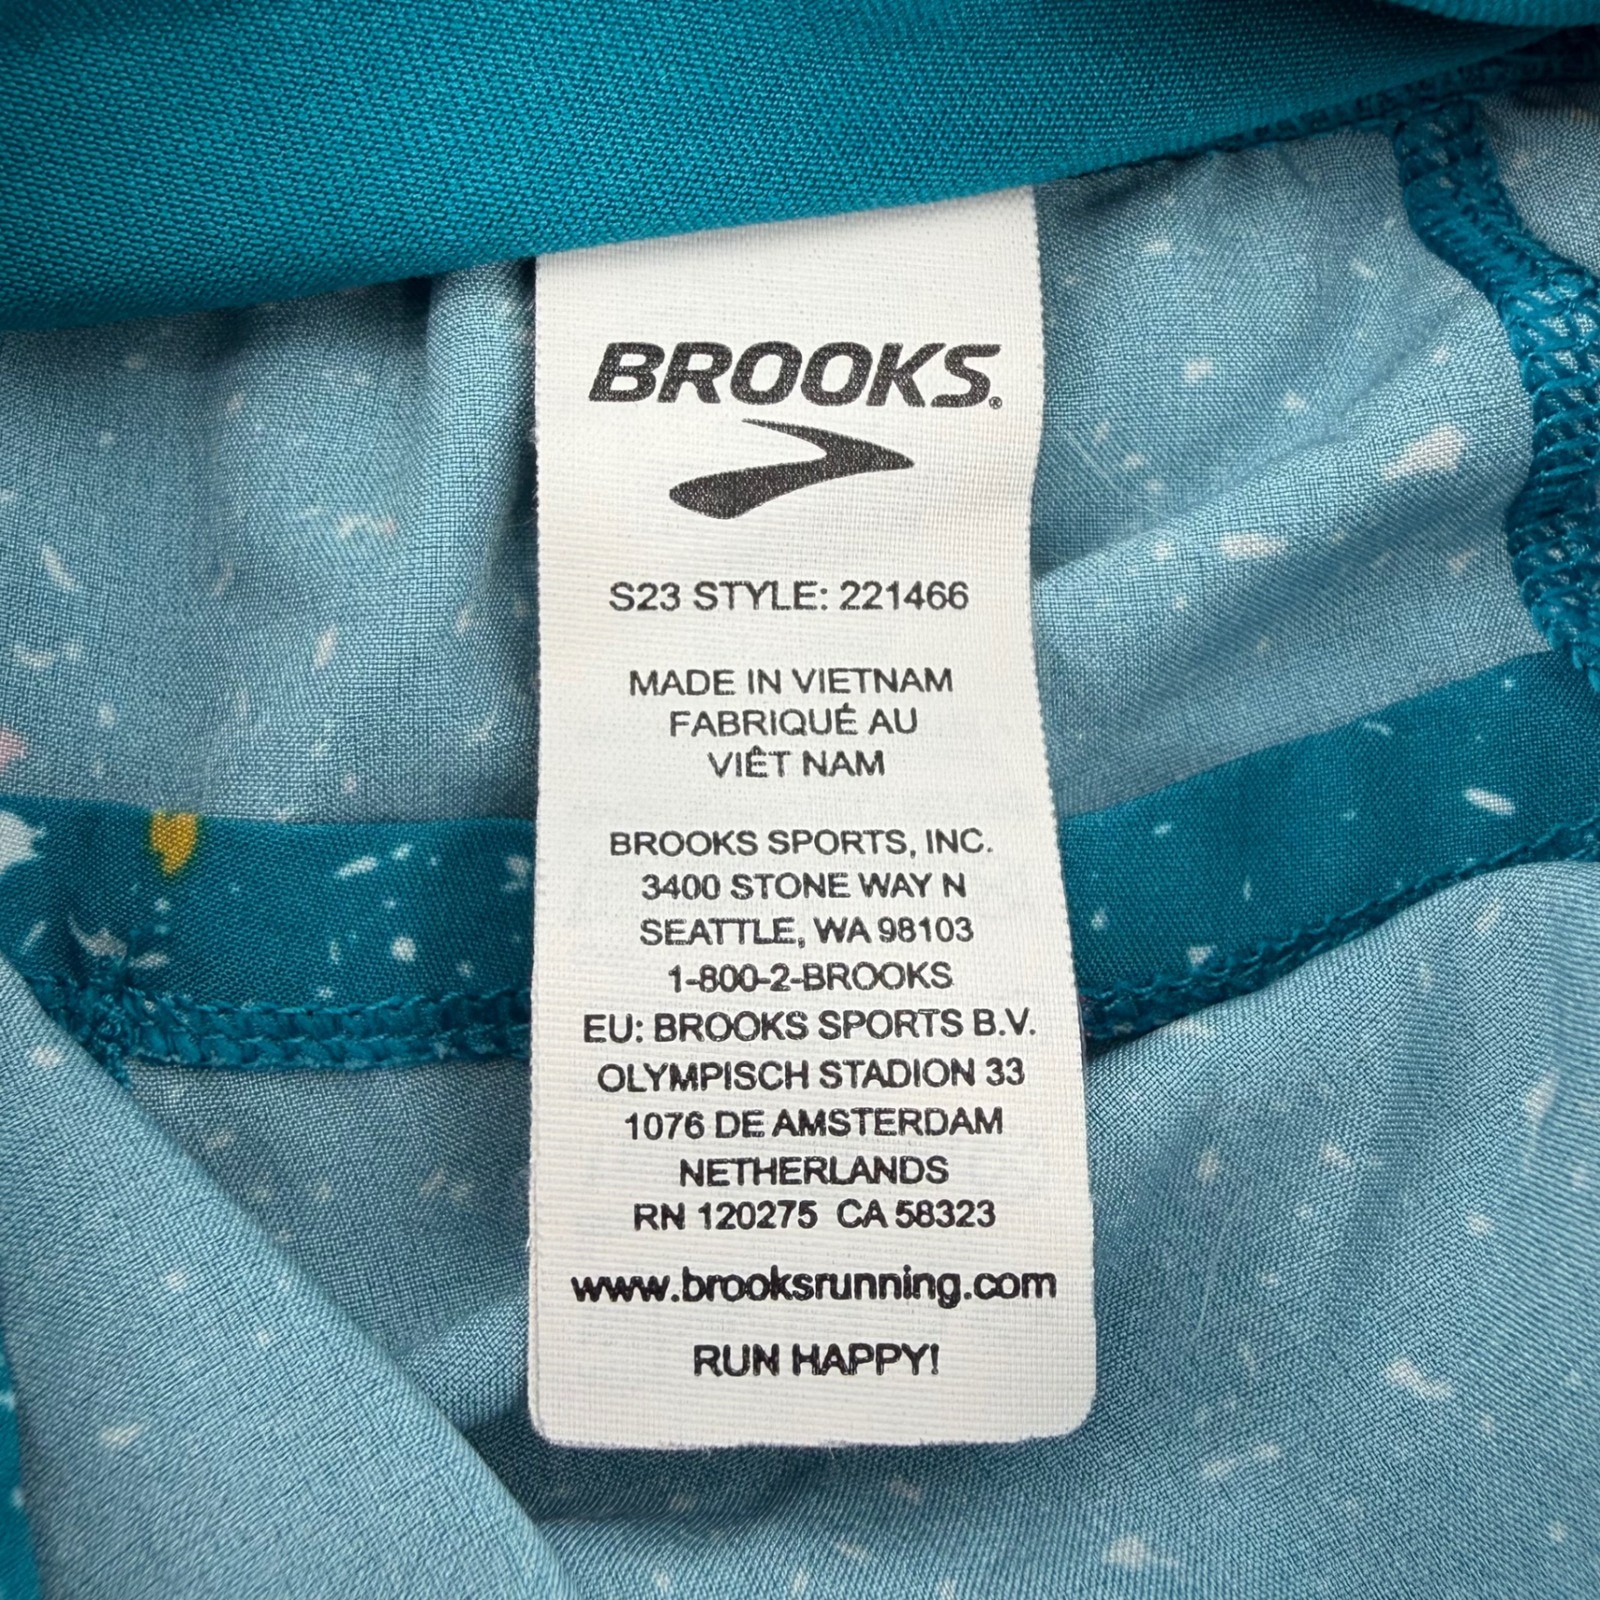 BROOKS®
S23 STYLE: 221466
MADE IN VIETNAM
FABRIQUÉ AU
VIÊT NAM
BROOKS SPORTS, INC.
3400 STONE WAY N
SEATTLE, WA 98103
1-800-2-BROOKS
EU: BROOKS SPORTS B.V.
OLYMPISCH STADION 33
1076 DE AMSTERDAM
NETHERLANDS
RN 120275 CA 58323
www.brooksrunning.com
RUN HAPPY!